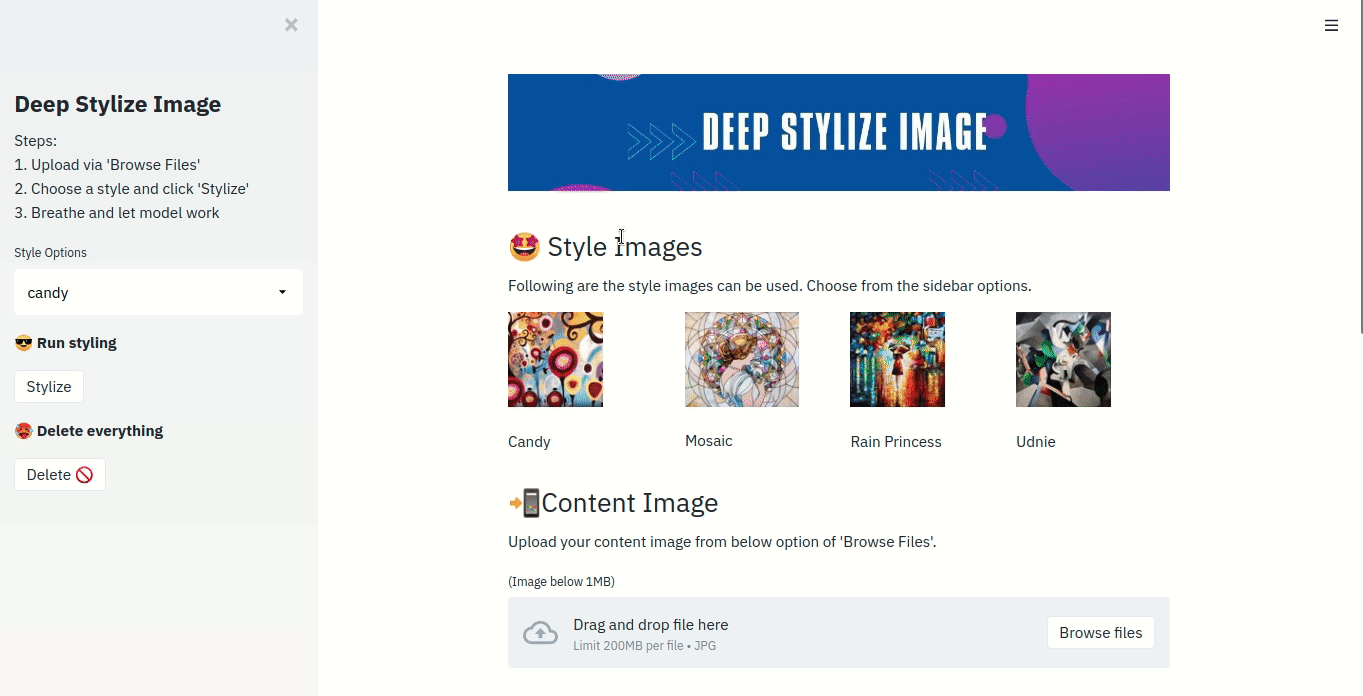 Deep Stylize Image
Steps:
1. Upload via 'Browse Files'
2. Choose a style and click 'Stylize'
3. Breathe and let model work
Style Options
candy
😎 Run styling
Stylize
🥵 Delete everything
Delete 🚫
DEEP STYLIZE IMAGE
🤩 Style Images
Following are the style images can be used. Choose from the sidebar options.
Candy
Mosaic
Rain Princess
Udnie
📲Content Image
Upload your content image from below option of 'Browse Files'.
(Image below 1MB)
Drag and drop file here
Limit 200MB per file • JPG
Browse files